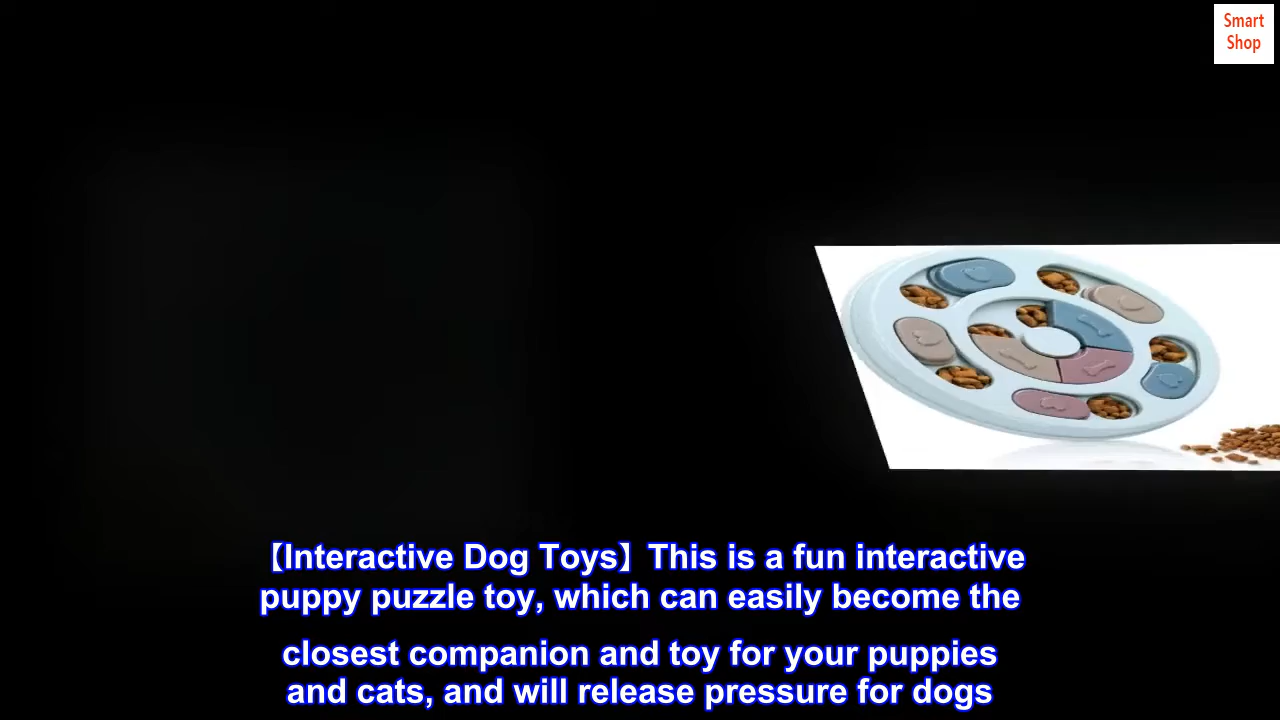 Smart
Shop
【Interactive Dog Toys】This is a fun interactive
puppy puzzle toy, which can easily become the
closest companion and toy for your puppies
and cats, and will release pressure for dogs